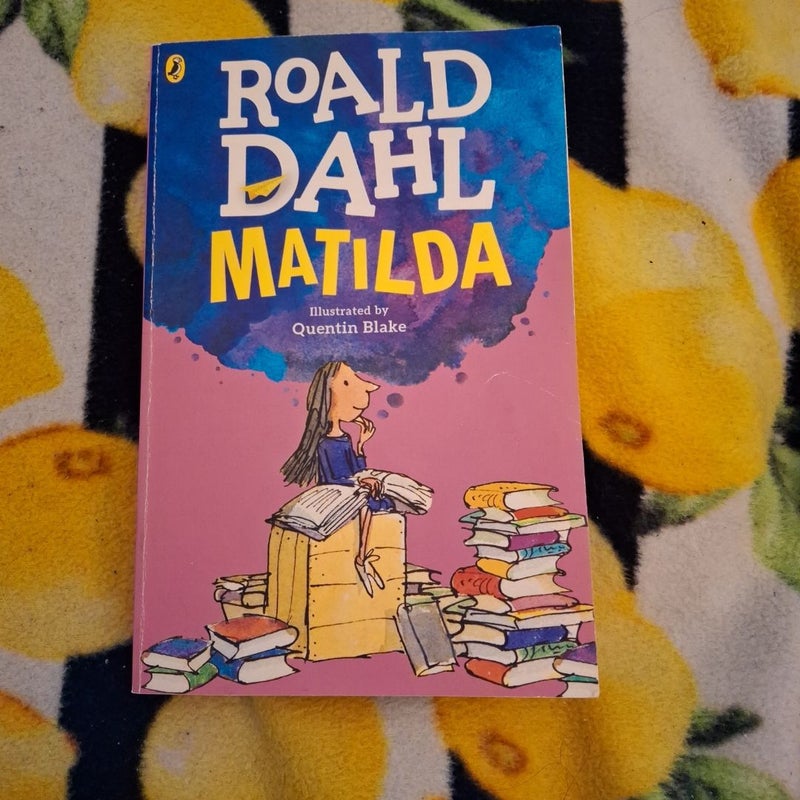 ROALD
DAHL
MATILDA
Illustrated by
Quentin Blake